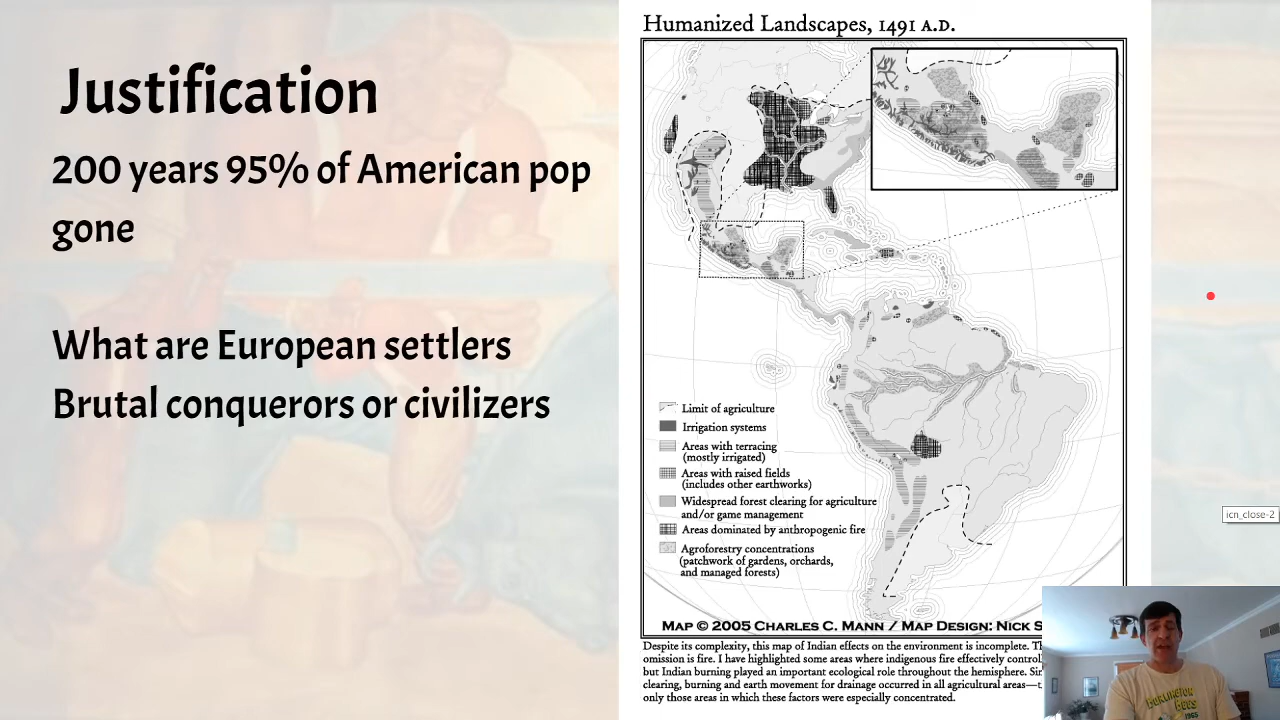 Justification
200 years 95% of American pop
gone
What are European settlers
Brutal conquerors or civilizers
Humanized Landscapes, 1491 A.D.
Limit of agriculture
Irrigation systems
Areas with terracing
(mostly irrigated)
Areas with raised fields
(includes other earthworks)
Widespread forest clearing for agriculture
and/or game management
Areas dominated by anthropogenic fire
Agroforestry concentrations
(patchwork of gardens, orchards,
and managed forests)
Map © 2005 Charles C. Mann / Map Design: Nick S
Despite its complexity, this map of Indian effects on the environment is incomplete.
omission is fire. I have highlighted some areas where indigenous fire effectively
but Indian burning played an important ecological role throughout the hemisphere.
clearing, burning and earth movement for drainage occurred in all agricultural areas—
only those areas in which these factors were especially concentrated.
icn_close-2
BURLINGTON
BEES